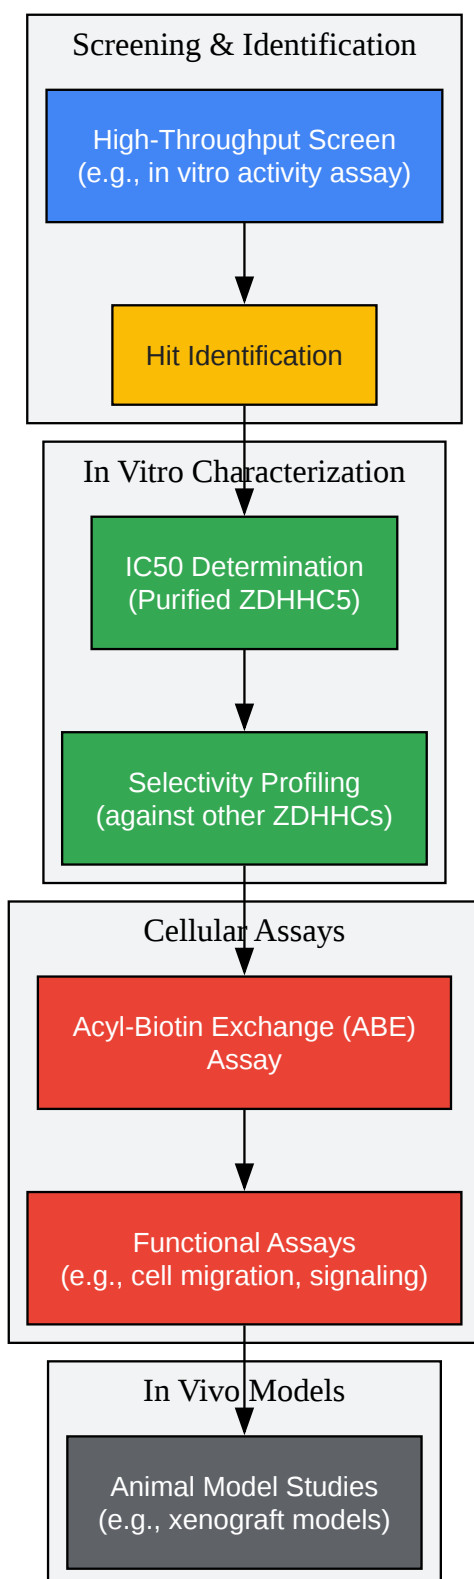 Screening & Identification
High-Throughput Screen
(e.g., in vitro activity assay)
Hit Identification
In Vitro Characterization
IC50 Determination
(Purified ZDHHC5)
Selectivity Profiling
(against other ZDHHCs)
Cellular Assays
Acyl-Biotin Exchange (ABE)
Assay
Functional Assays
(e.g., cell migration, signaling)
In Vivo Models
Animal Model Studies
(e.g., xenograft models)